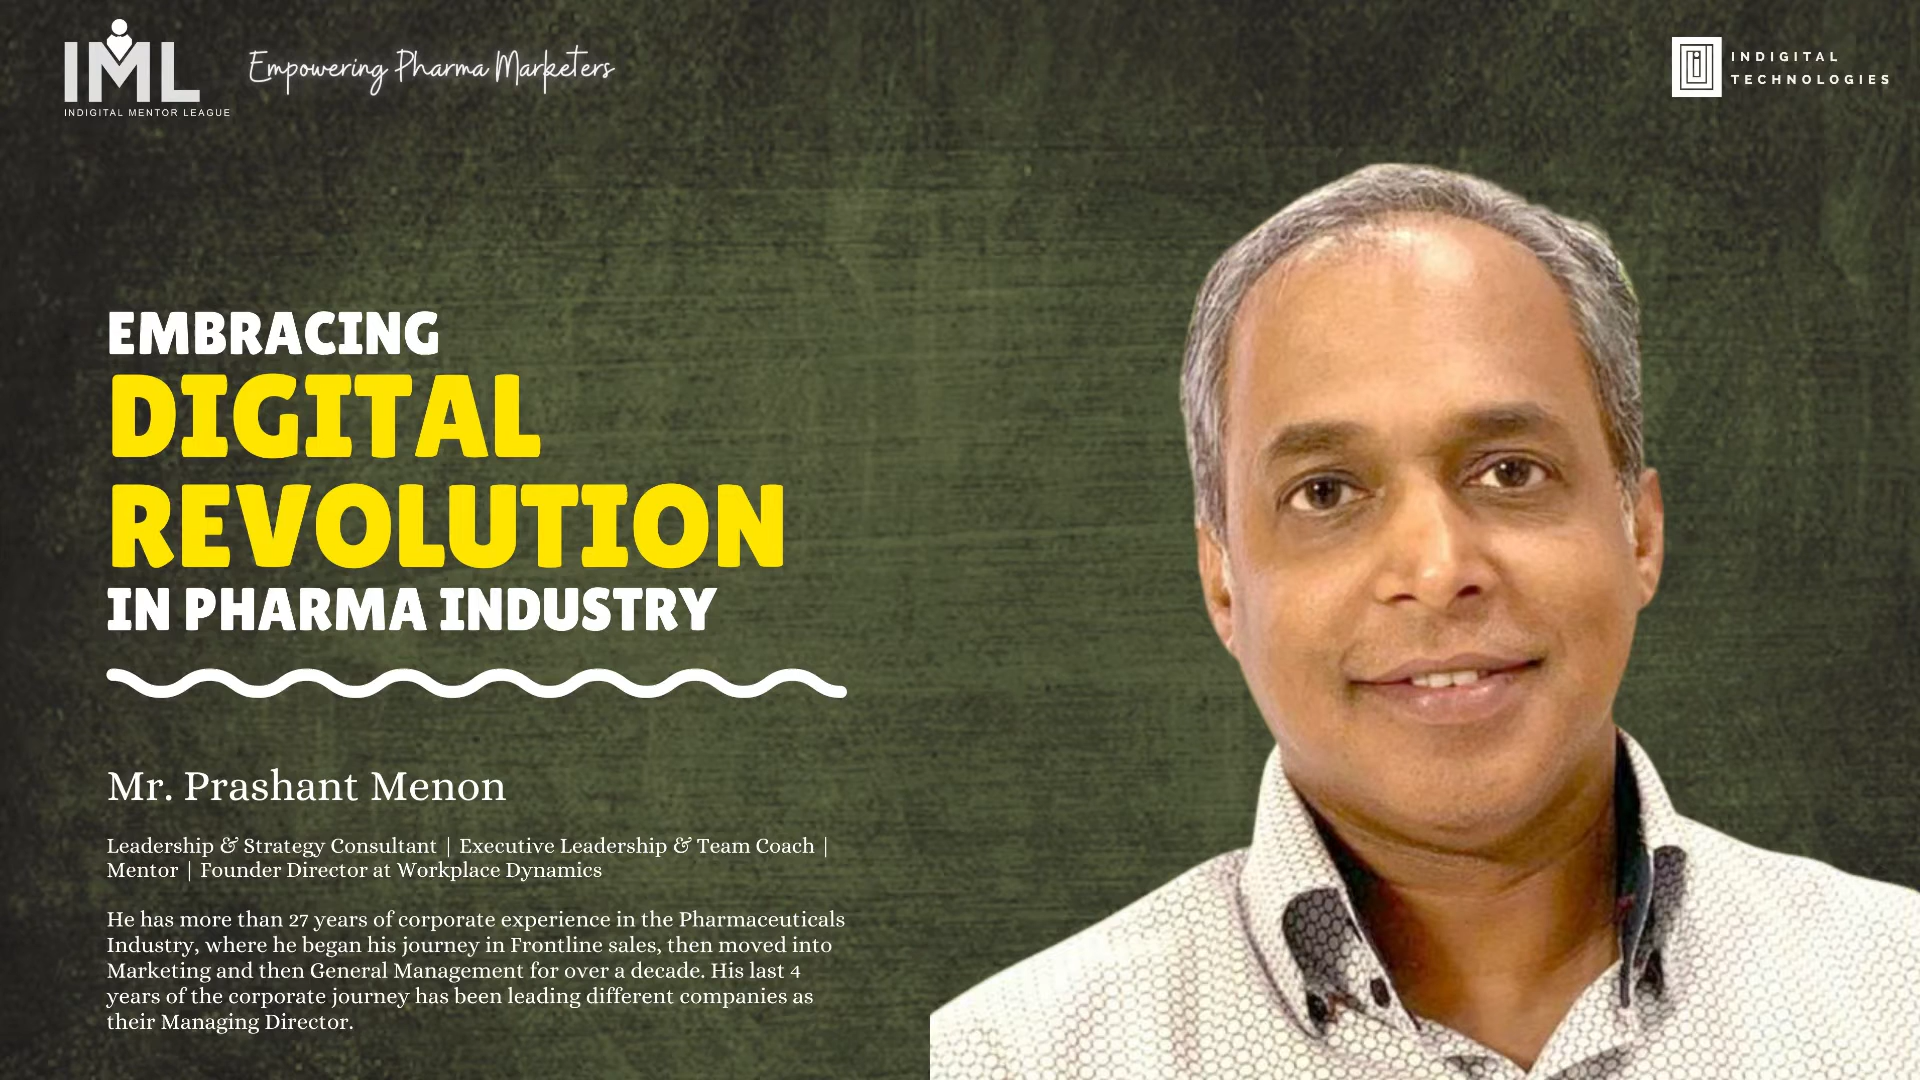 IML
INDIGITAL MENTOR LEAGUE
Empowering Pharma Marketers
INDIGITAL
TECHNOLOGIES
EMBRACING
DIGITAL
REVOLUTION
IN PHARMA INDUSTRY
Mr. Prashant Menon
Leadership & Strategy Consultant | Executive Leadership & Team Coach |
Mentor | Founder Director at Workplace Dynamics
He has more than 27 years of corporate experience in the Pharmaceuticals
Industry, where he began his journey in Frontline sales, then moved into
Marketing and then General Management for over a decade. His last 4
years of the corporate journey has been leading different companies as
their Managing Director.